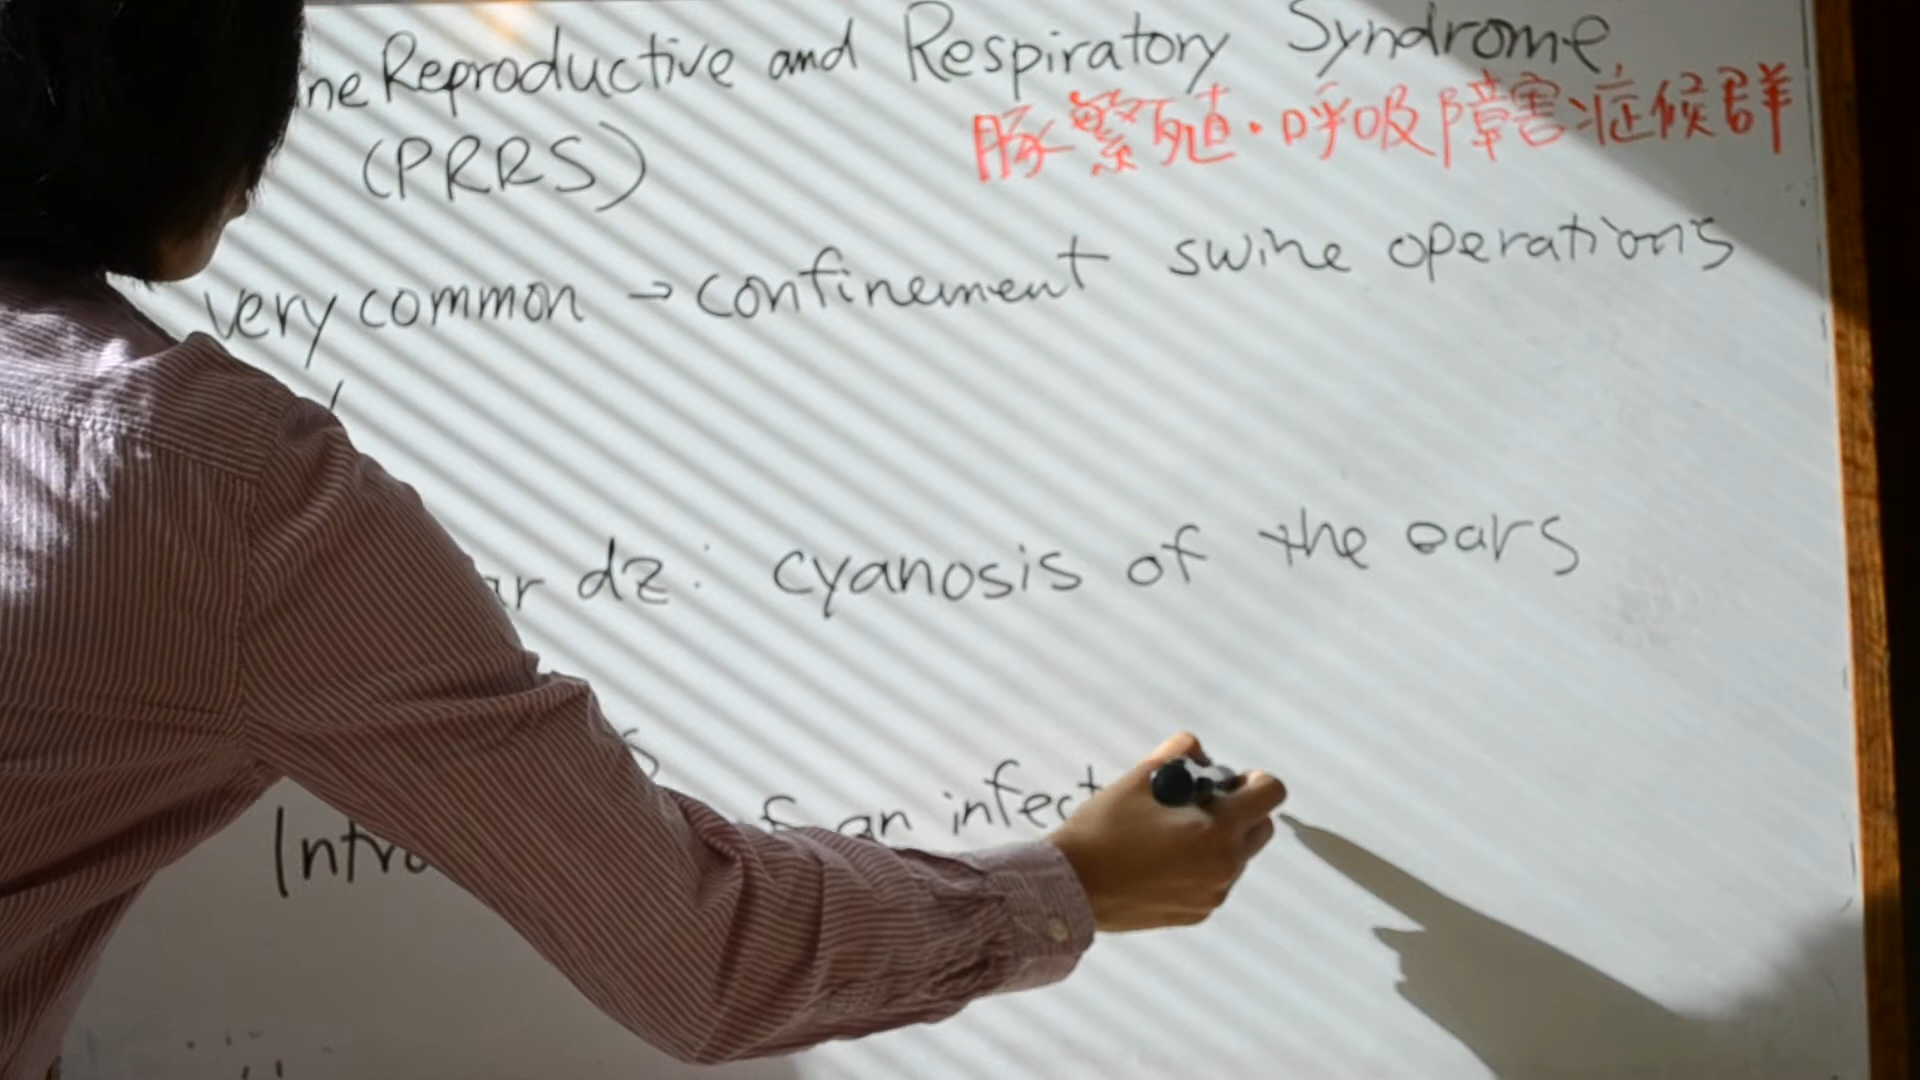 ne Reproductive and Respiratory Syndrome
豚繁殖・呼吸障害症候群
(PRRS)
very common → confinement swine operations
ar dz: cyanosis of the ears
s
Intro f an infect